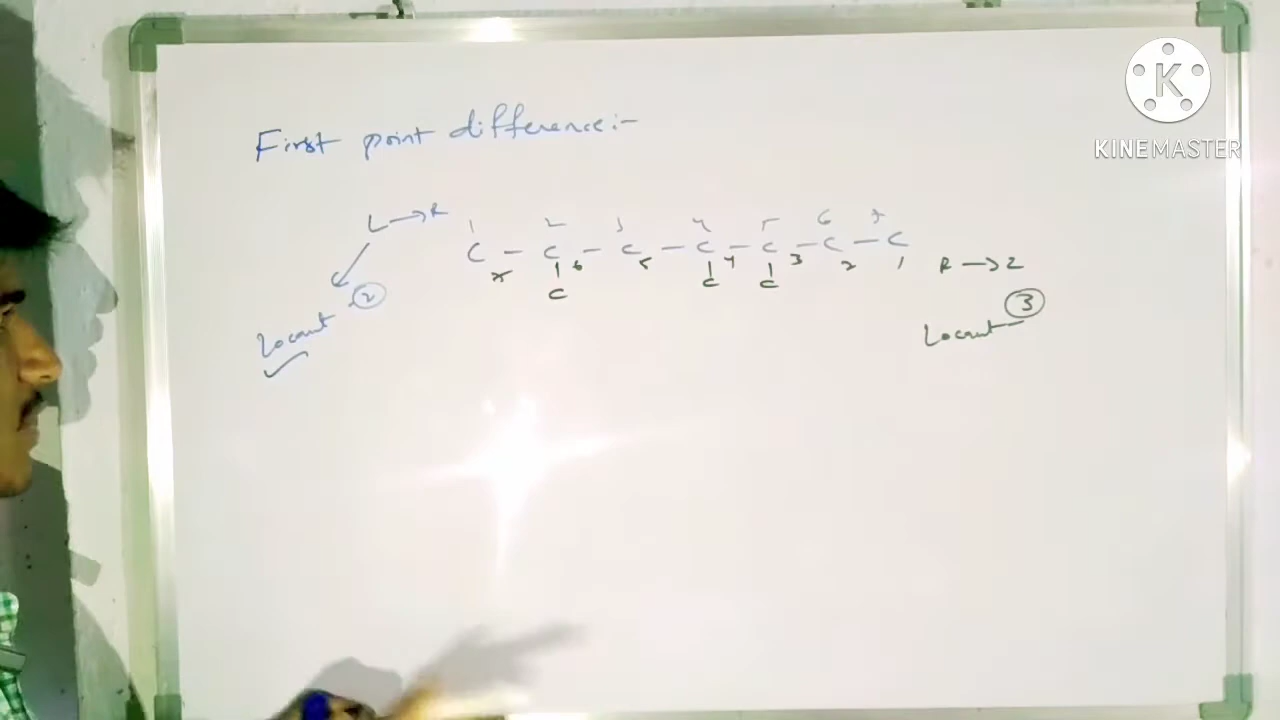 First point difference:-
L → R
1 2 3 4 5 6 7
C - C - C - C - C - C - C
7 6 5 4 3 2 1
C C C
R → L
Locant 2
Locant 3
K
KINEMASTER